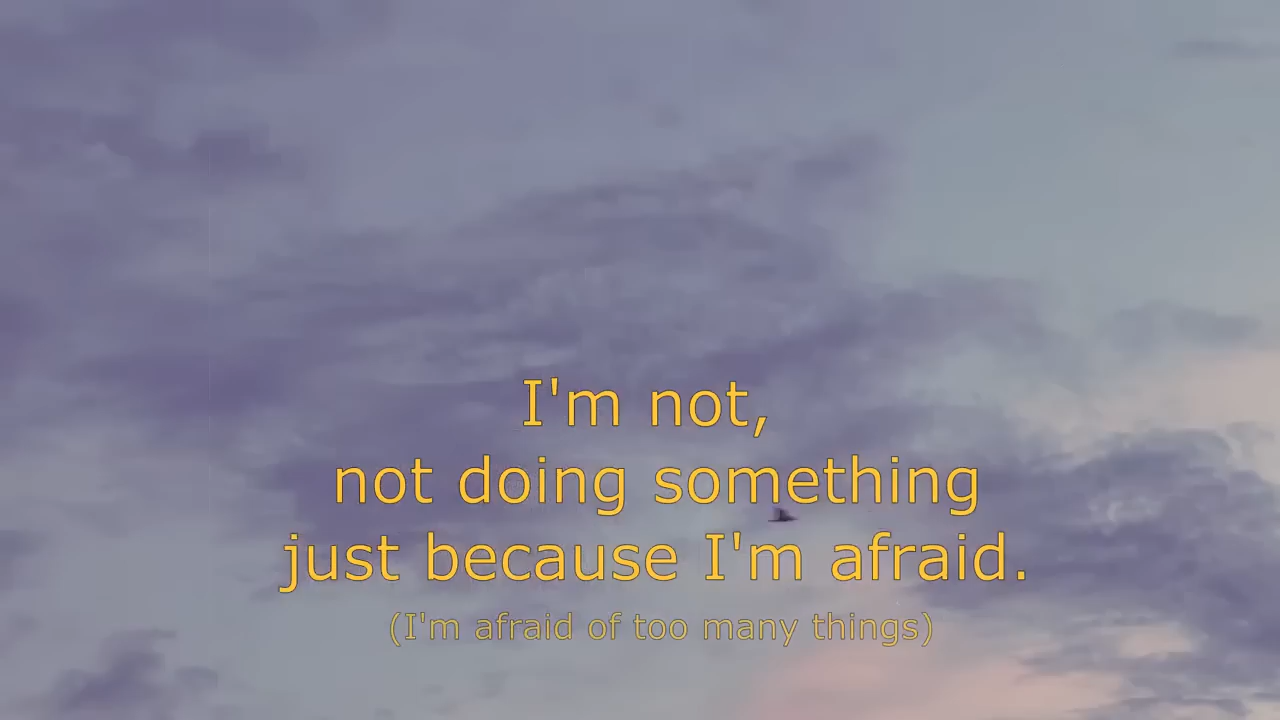 I'm not,
not doing something
just because I'm afraid.
(I'm afraid of too many things)